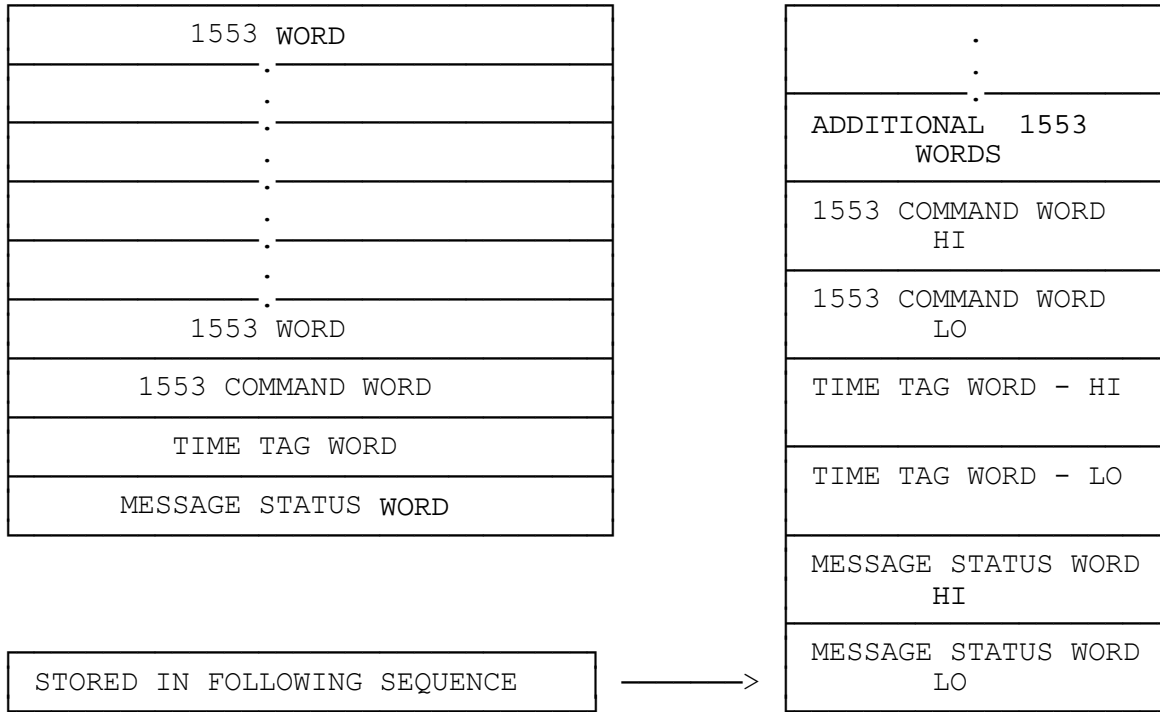 1553 WORD
.
.
.
.
.
.
.
.
.
1553 WORD
1553 COMMAND WORD
TIME TAG WORD
MESSAGE STATUS WORD
STORED IN FOLLOWING SEQUENCE
>
.
.
.
ADDITIONAL 1553
WORDS
1553 COMMAND WORD
HI
1553 COMMAND WORD
LO
TIME TAG WORD - HI
TIME TAG WORD - LO
MESSAGE STATUS WORD
HI
MESSAGE STATUS WORD
LO